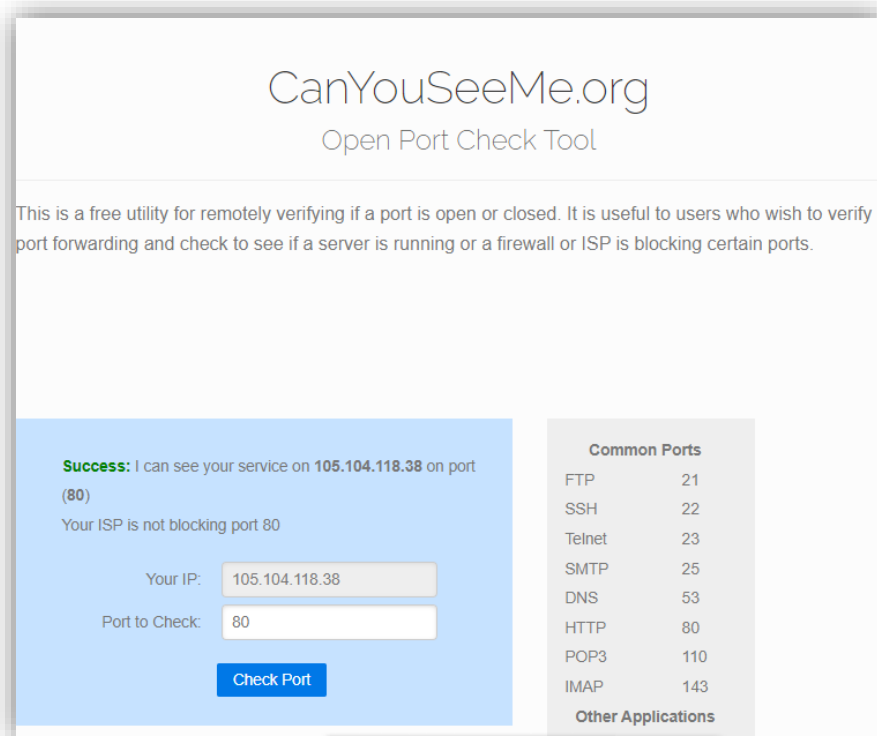 CanYouSeeMe.org
Open Port Check Tool
This is a free utility for remotely verifying if a port is open or closed. It is useful to users who wish to verify
port forwarding and check to see if a server is running or a firewall or ISP is blocking certain ports.
Success: I can see your service on 105.104.118.38 on port
(80)
Your ISP is not blocking port 80
Your IP: 105.104.118.38
Port to Check: 80
Check Port
Common Ports
FTP 21
SSH 22
Telnet 23
SMTP 25
DNS 53
HTTP 80
POP3 110
IMAP 143
Other Applications